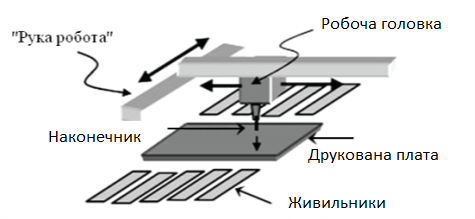 Робоча головка
"Рука робота"
Наконечник
Друкована плата
Живильники